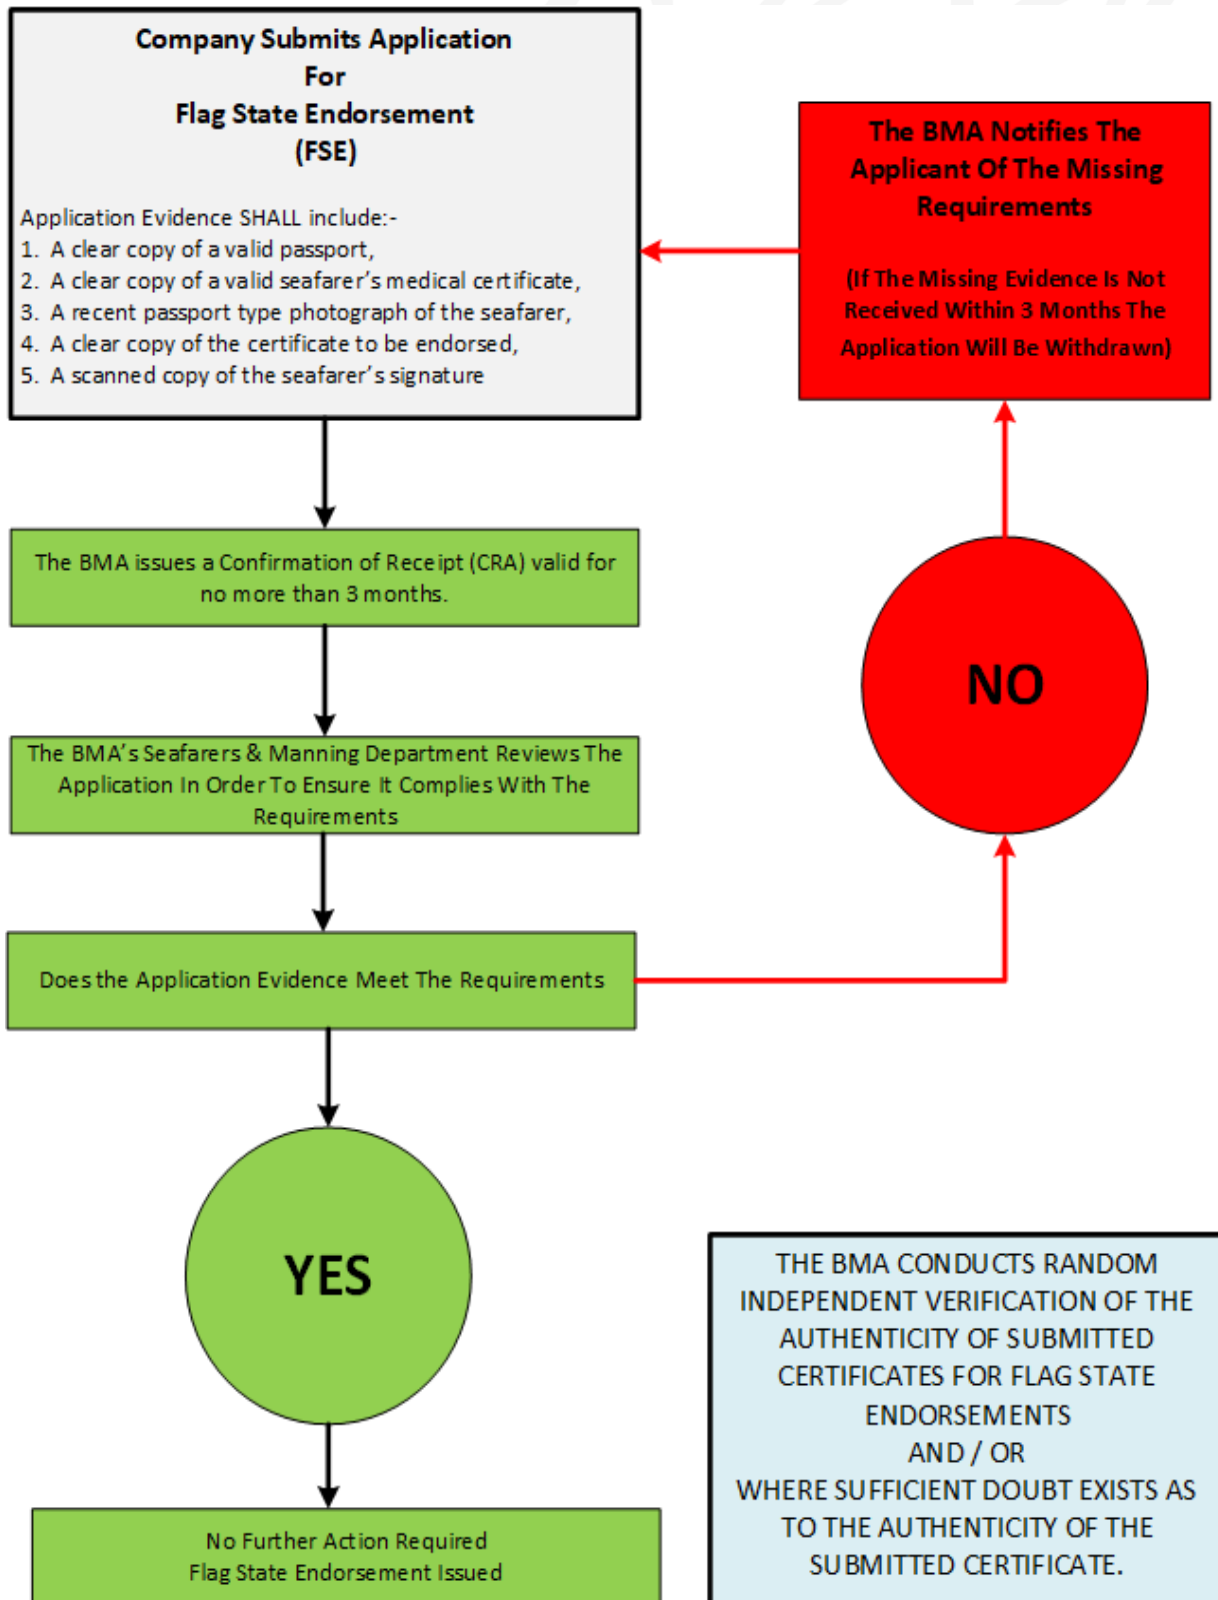 Company Submits Application
For
Flag State Endorsement
(FSE)
Application Evidence SHALL include:-
1. A clear copy of a valid passport,
2. A clear copy of a valid seafarer's medical certificate,
3. A recent passport type photograph of the seafarer,
4. A clear copy of the certificate to be endorsed,
5. A scanned copy of the seafarer's signature
The BMA Notifies The
Applicant Of The Missing
Requirements
(If The Missing Evidence Is Not
Received Within 3 Months The
Application Will Be Withdrawn)
The BMA issues a Confirmation of Receipt (CRA) valid for
no more than 3 months.
NO
The BMA's Seafarers & Manning Department Reviews The
Application In Order To Ensure It Complies With The
Requirements
Does the Application Evidence Meet The Requirements
YES
No Further Action Required
Flag State Endorsement Issued
THE BMA CONDUCTS RANDOM
INDEPENDENT VERIFICATION OF THE
AUTHENTICITY OF SUBMITTED
CERTIFICATES FOR FLAG STATE
ENDORSEMENTS
AND / OR
WHERE SUFFICIENT DOUBT EXISTS AS
TO THE AUTHENTICITY OF THE
SUBMITTED CERTIFICATE.